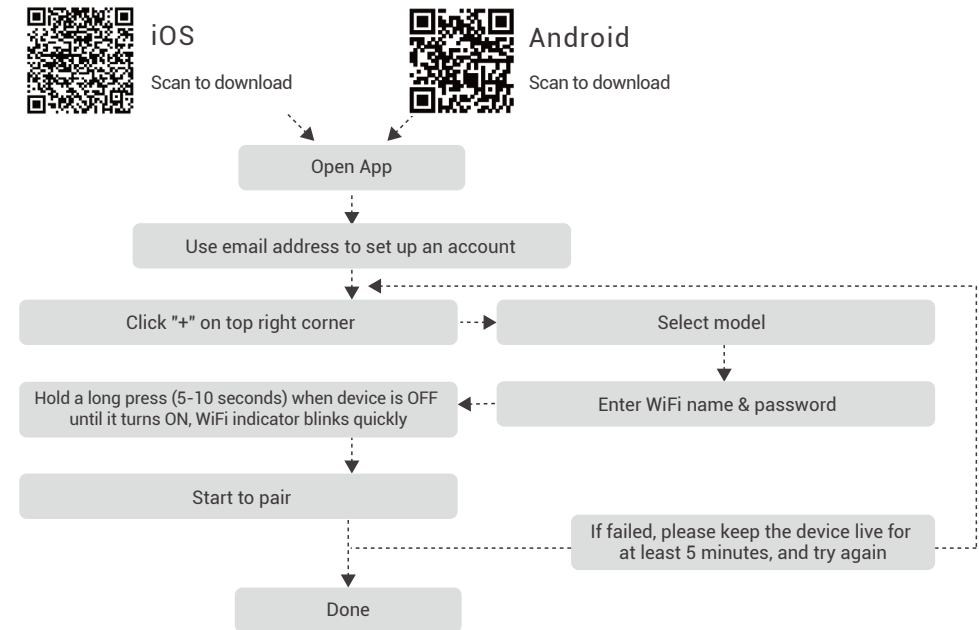 iOS
Scan to download
Android
Scan to download
Open App
Use email address to set up an account
Click "+" on top right corner
Select model
Enter WiFi name & password
Hold a long press (5-10 seconds) when device is OFF
until it turns ON, WiFi indicator blinks quickly
Start to pair
If failed, please keep the device live for
at least 5 minutes, and try again
Done